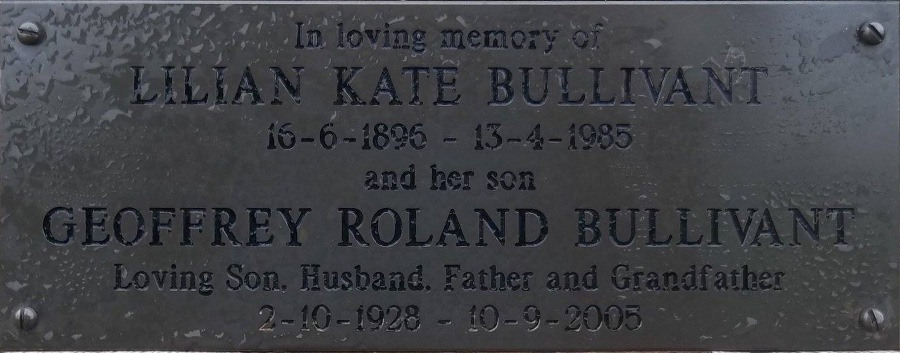 In loving memory of
LILIAN KATE BULLIVANT
16-6-1896 - 13-4-1985
and her son
GEOFFREY ROLAND BULLIVANT
Loving Son, Husband, Father and Grandfather
2-10-1928 - 10-9-2005